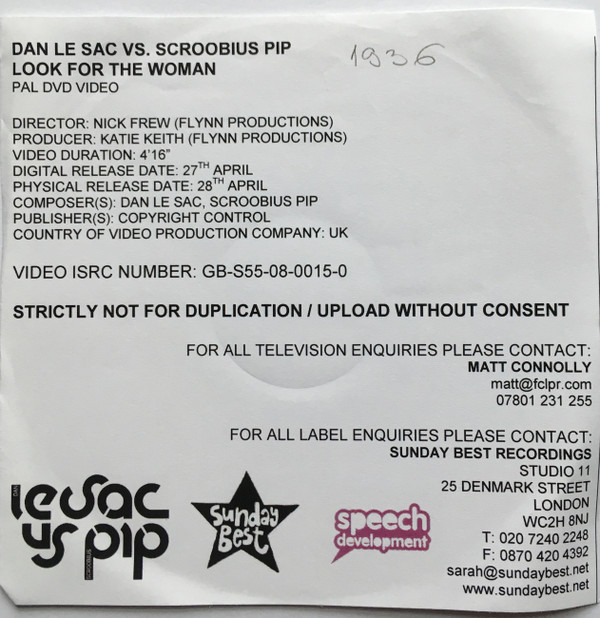 DAN LE SAC VS. SCROOBIUS PIP
1936
LOOK FOR THE WOMAN
PAL DVD VIDEO
DIRECTOR: NICK FREW (FLYNN PRODUCTIONS)
PRODUCER: KATIE KEITH (FLYNN PRODUCTIONS)
VIDEO DURATION: 4'16"
DIGITAL RELEASE DATE: 27TH APRIL
PHYSICAL RELEASE DATE: 28TH APRIL
COMPOSER(S): DAN LE SAC, SCROOBIUS PIP
PUBLISHER(S): COPYRIGHT CONTROL
COUNTRY OF VIDEO PRODUCTION COMPANY: UK
VIDEO ISRC NUMBER: GB-S55-08-0015-0
STRICTLY NOT FOR DUPLICATION / UPLOAD WITHOUT CONSENT
FOR ALL TELEVISION ENQUIRIES PLEASE CONTACT:
MATT CONNOLLY
matt@fclpr.com
07801 231 255
FOR ALL LABEL ENQUIRIES PLEASE CONTACT:
SUNDAY BEST RECORDINGS
STUDIO 11
25 DENMARK STREET
LONDON
WC2H 8NJ
T: 020 7240 2248
F: 0870 420 4392
sarah@sundaybest.net
www.sundaybest.net
DAN
le sac
vs pip
SCROOBIUS
sunday
Best
speech
development